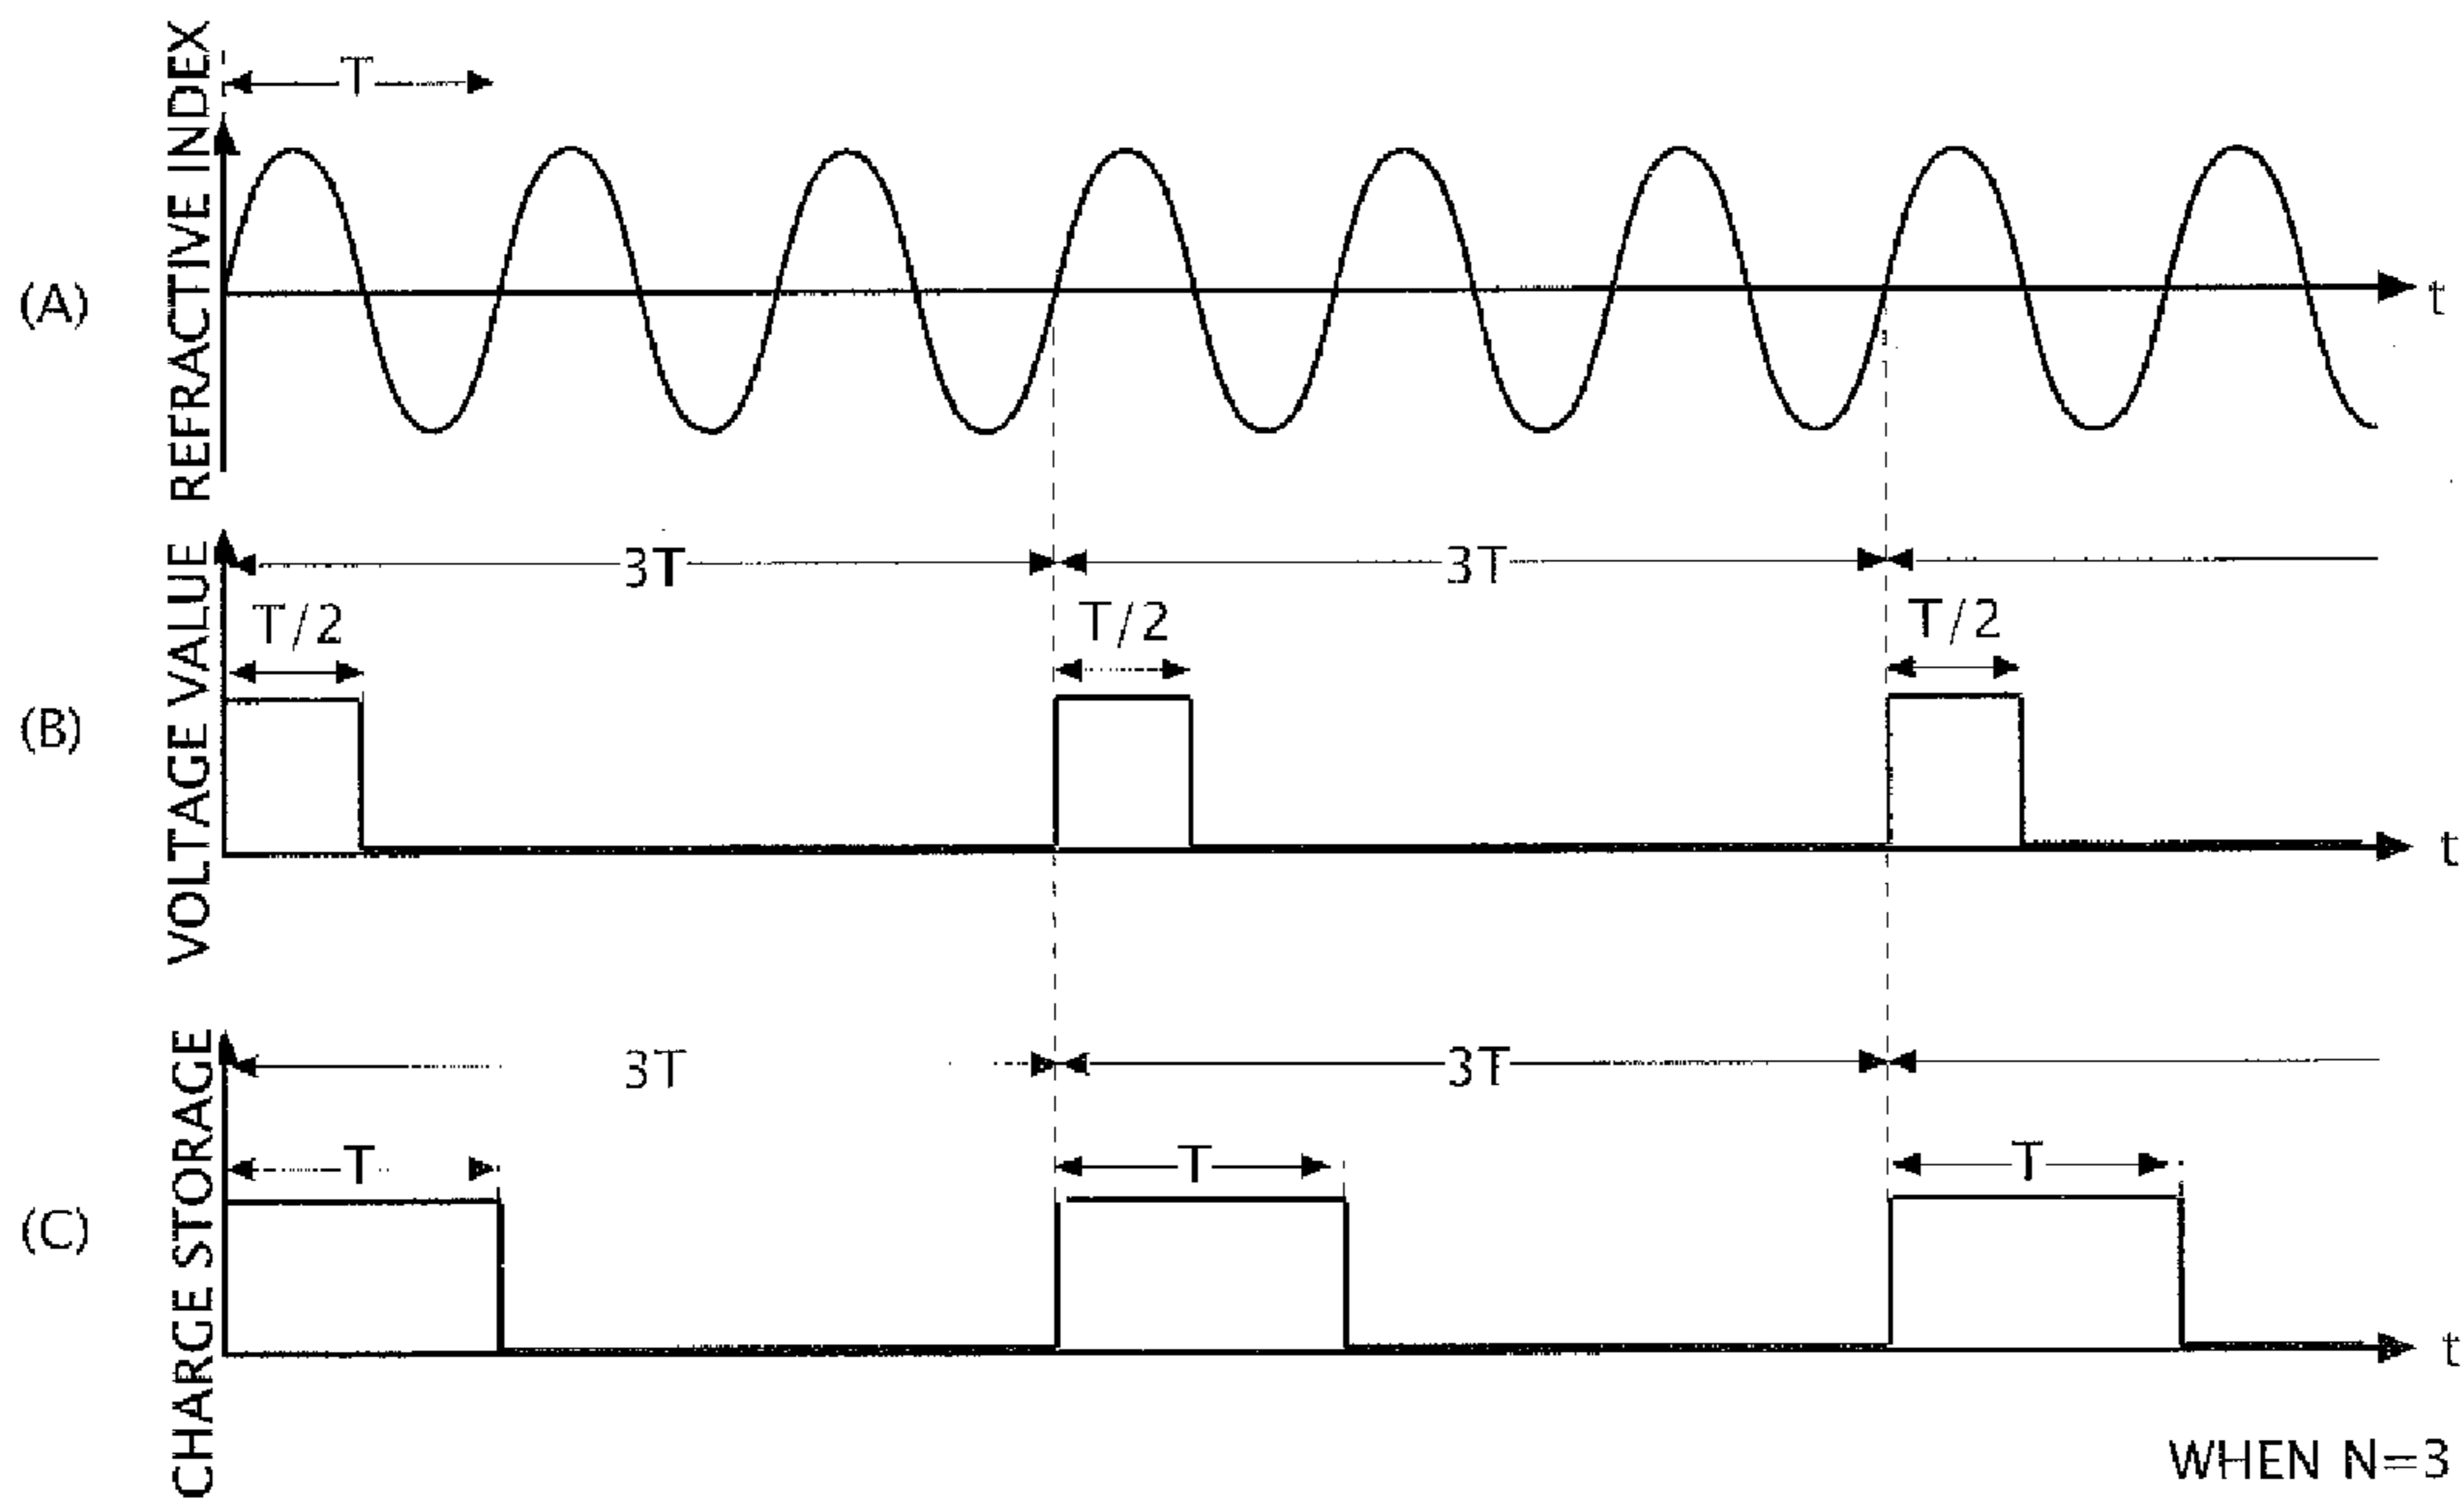 REFRACTIVE INDEX
T
(A)
t
VOLTAGE VALUE
3T
3T
T/2
T/2
T/2
(B)
t
CHARGE STORAGE
3T
3T
T
T
T
(C)
t
WHEN N=3